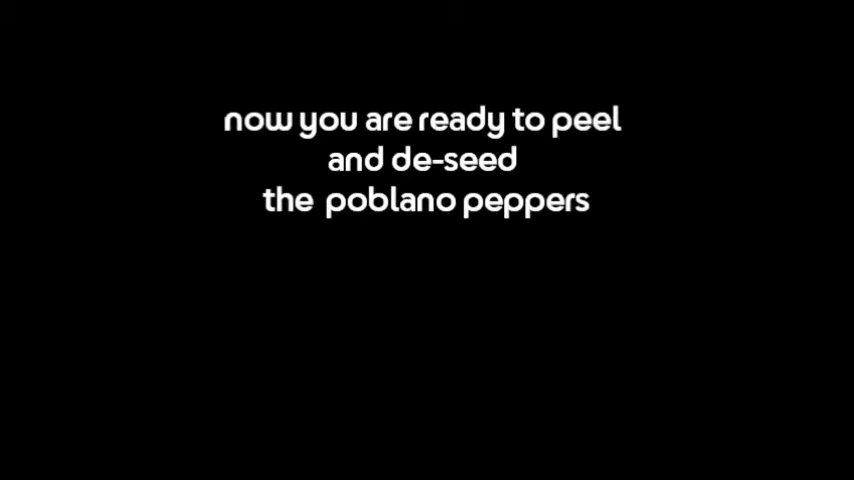 now you are ready to peel
and de-seed
the poblano peppers